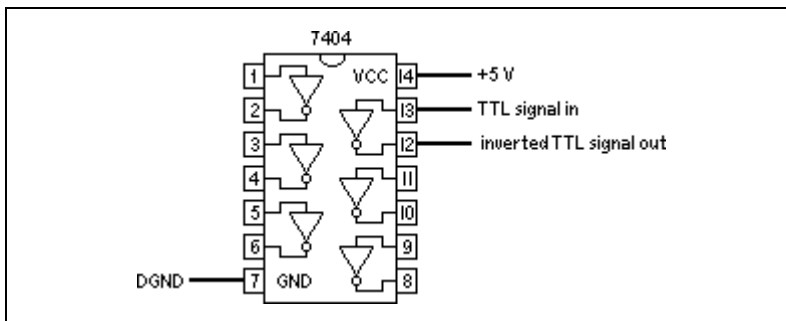 7404
1 VCC 14 +5 V
2 13 TTL signal in
3 12 inverted TTL signal out
4 11
5 10
6 9
DGND 7 GND 8